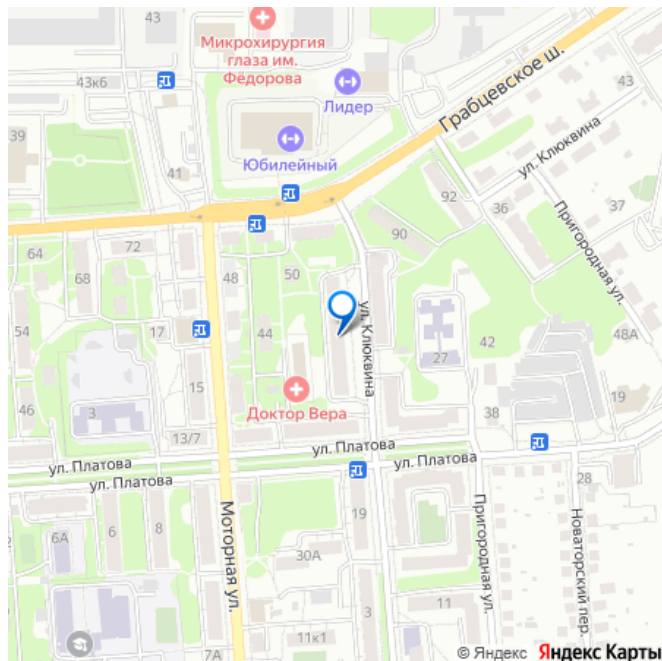 43
Микрохирургия
глаза им.
Фёдорова
43к6
Лидер
Грабцевское ш.
43
39
Юбилейный
ул. Клюквина
41
92
36
37
Пригородная ул.
90
64
72
68
48
50
54
17
44
ул. Клюквина
27
42
48А
46
3
15
Доктор Вера
38
19
13/7
ул. Платова
ул. Платова
ул. Платова
ул. Платова
28
Моторная ул.
6А
6
8
19
30А
Пригородная ул.
Новаторский пер.
3
11
11к1
7А
© Яндекс Яндекс Карты